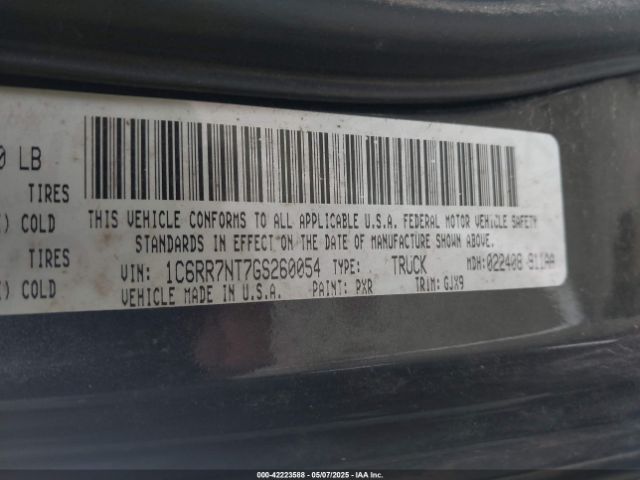 0 LB
TIRES
COLD
TIRES
COLD
THIS VEHICLE CONFORMS TO ALL APPLICABLE U.S.A. FEDERAL MOTOR VEHICLE SAFETY
STANDARDS IN EFFECT ON THE DATE OF MANUFACTURE SHOWN ABOVE.
VIN: 1C6RR7NT7GS260054 TYPE: TRUCK MDH: 022408 911AA
VEHICLE MADE IN U.S.A. PAINT: PXR TRIM: GJX9
000-42223588 - 05/07/2025 - IAA Inc.